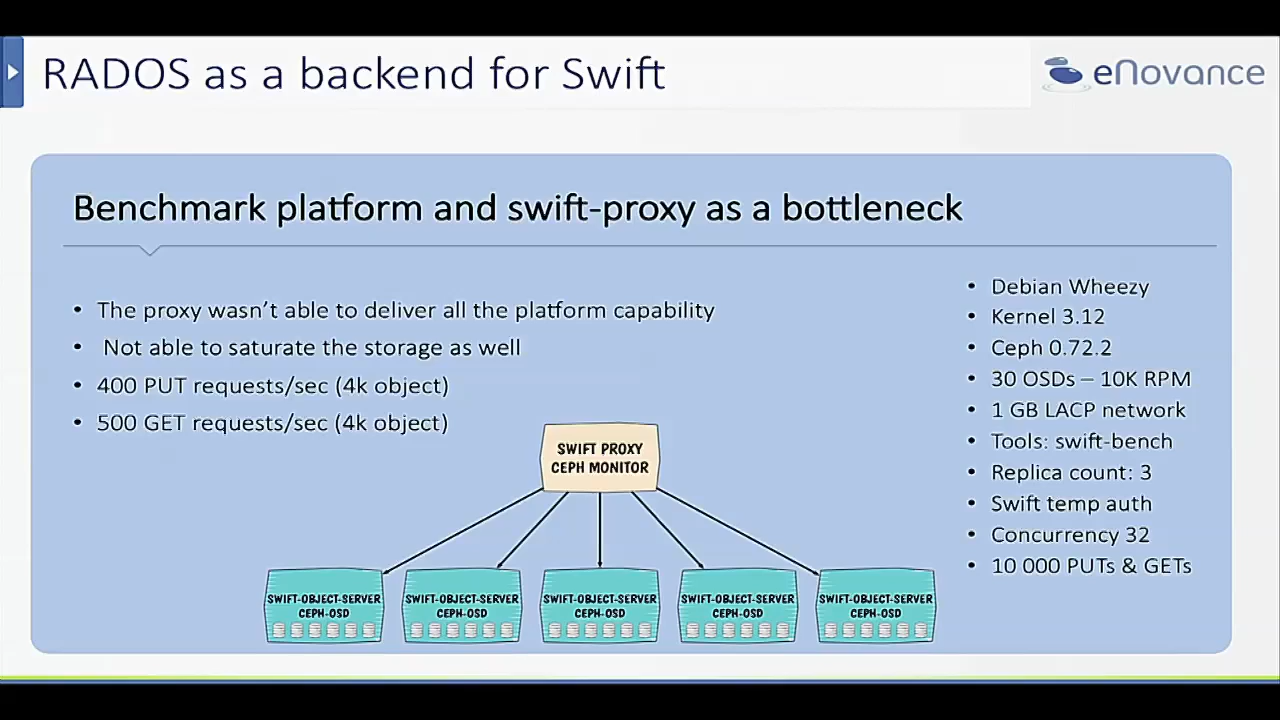 RADOS as a backend for Swift
eNovance
Benchmark platform and swift-proxy as a bottleneck
• The proxy wasn't able to deliver all the platform capability
• Not able to saturate the storage as well
• 400 PUT requests/sec (4k object)
• 500 GET requests/sec (4k object)
• Debian Wheezy
• Kernel 3.12
• Ceph 0.72.2
• 30 OSDs – 10K RPM
• 1 GB LACP network
• Tools: swift-bench
• Replica count: 3
• Swift temp auth
• Concurrency 32
• 10 000 PUTs & GETs
SWIFT PROXY
CEPH MONITOR
SWIFT-OBJECT-SERVER
CEPH-OSD
SWIFT-OBJECT-SERVER
CEPH-OSD
SWIFT-OBJECT-SERVER
CEPH-OSD
SWIFT-OBJECT-SERVER
CEPH-OSD
SWIFT-OBJECT-SERVER
CEPH-OSD